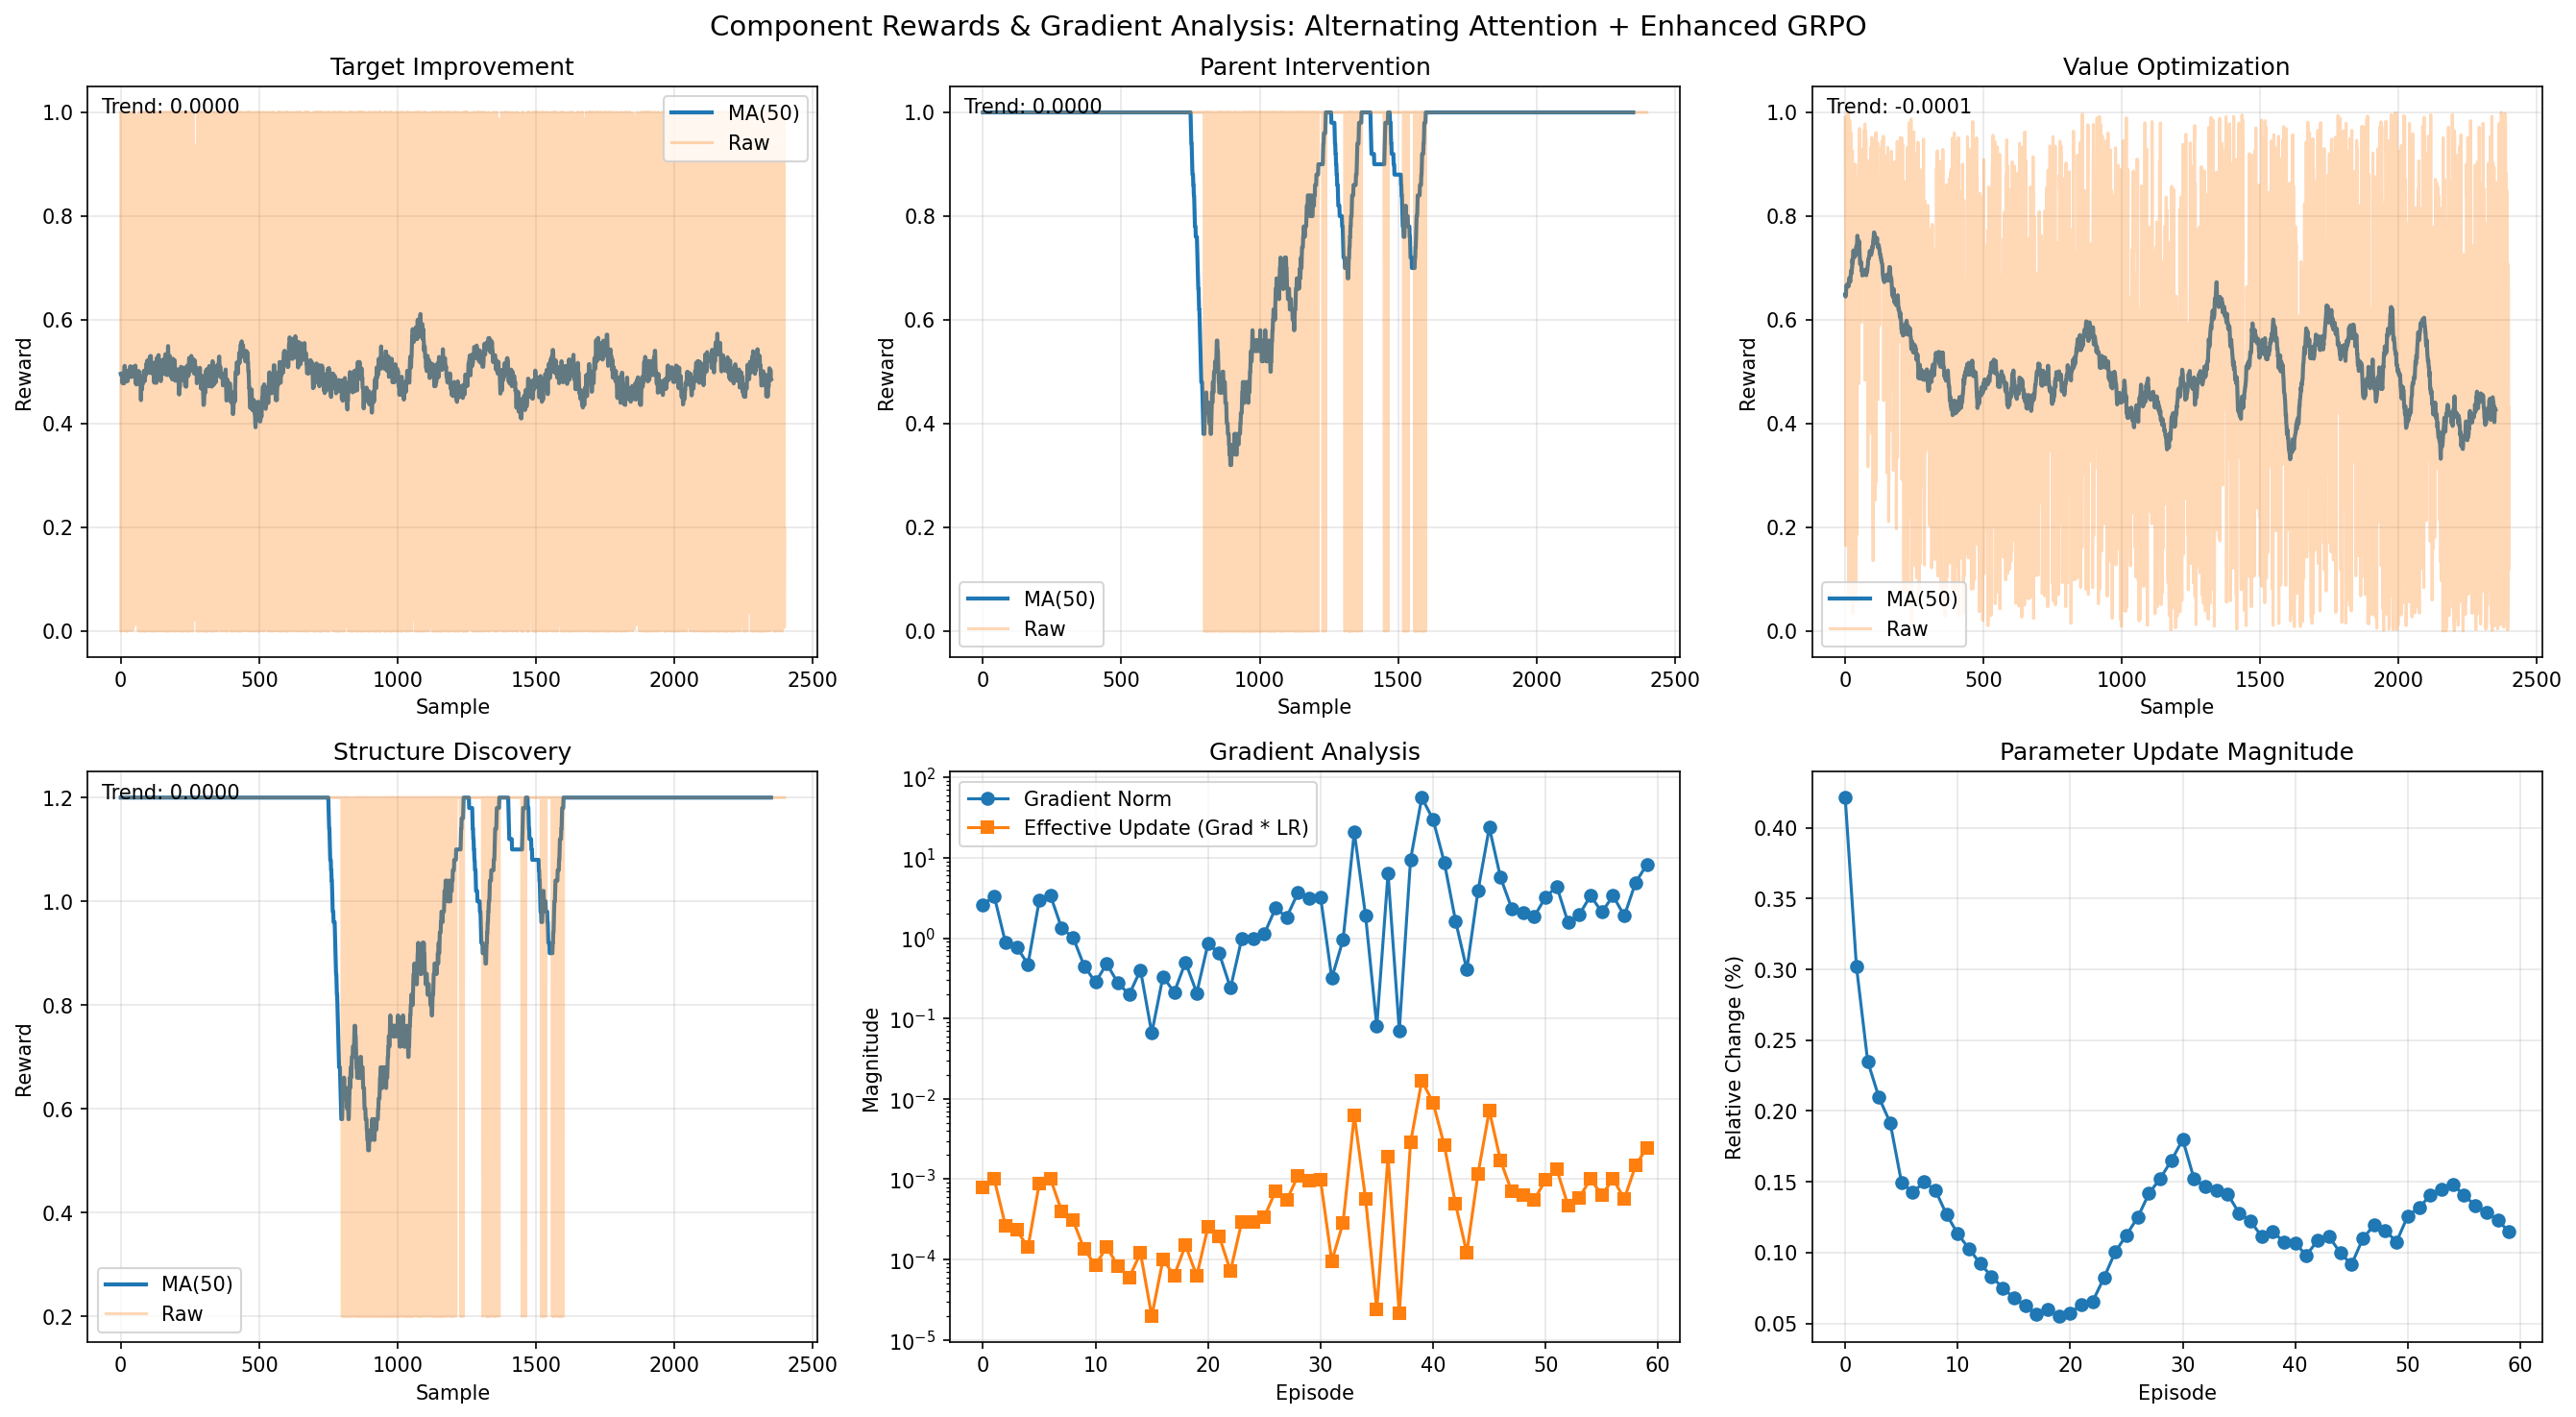 Component Rewards & Gradient Analysis: Alternating Attention + Enhanced GRPO
Target Improvement
Trend: 0.0000
MA(50)
Raw
Reward
1.0
0.8
0.6
0.4
0.2
0.0
0 500 1000 1500 2000 2500
Sample
Parent Intervention
Trend: 0.0000
MA(50)
Raw
Reward
1.0
0.8
0.6
0.4
0.2
0.0
0 500 1000 1500 2000 2500
Sample
Value Optimization
Trend: -0.0001
MA(50)
Raw
Reward
1.0
0.8
0.6
0.4
0.2
0.0
0 500 1000 1500 2000 2500
Sample
Structure Discovery
Trend: 0.0000
MA(50)
Raw
Reward
1.2
1.0
0.8
0.6
0.4
0.2
0 500 1000 1500 2000 2500
Sample
Gradient Analysis
Gradient Norm
Effective Update (Grad * LR)
Magnitude
10²
10¹
10⁰
10⁻¹
10⁻²
10⁻³
10⁻⁴
10⁻⁵
0 10 20 30 40 50 60
Episode
Parameter Update Magnitude
Relative Change (%)
0.40
0.35
0.30
0.25
0.20
0.15
0.10
0.05
0 10 20 30 40 50 60
Episode